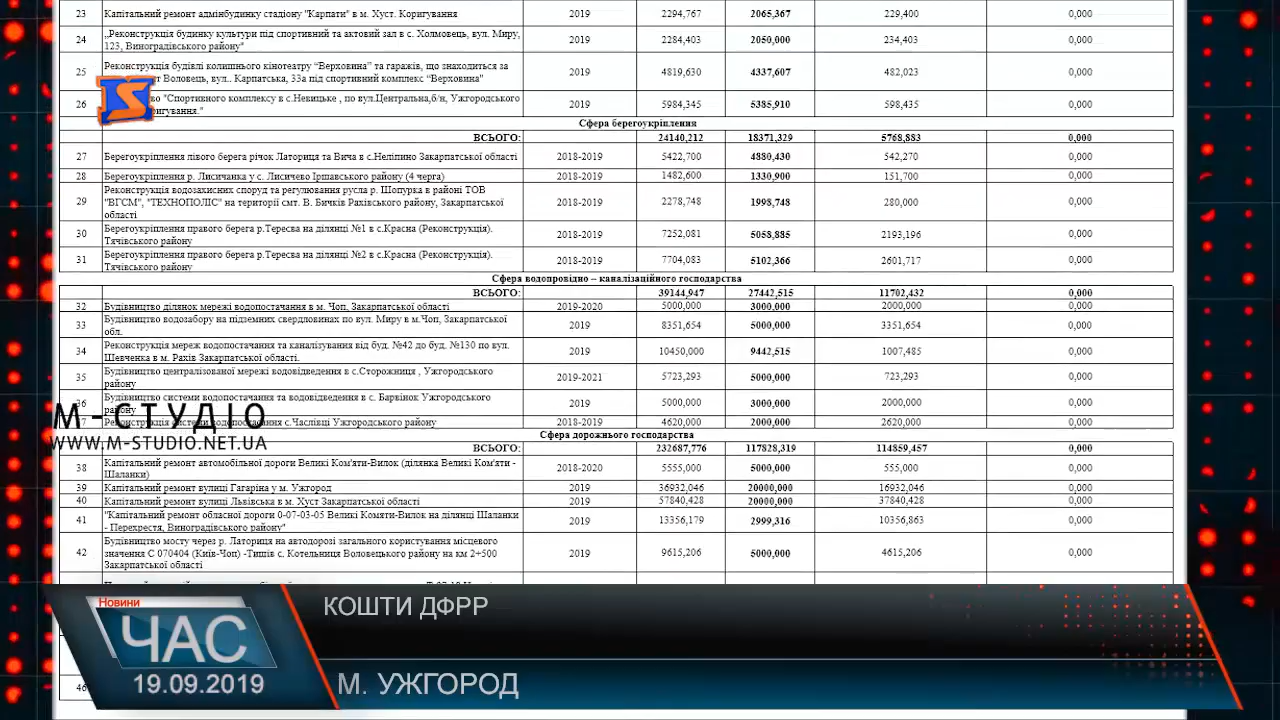 23 Капітальний ремонт адмінбудинку стадіону "Карпати" в м. Хуст. Коригування 2019 2294,767 2065,367 229,400 0,000
24 „Реконструкція будинку культури під спортивний та актовий зал в с. Холмовець, вул. Миру, 2019 2284,403 2050,000 234,403 0,000
123, Виноградівського району"
25 Реконструкція будівлі колишнього кінотеатру “Верховина” та гаражів, що знаходиться за 2019 4819,630 4337,607 482,023 0,000
Воловець, вул.. Карпатська, 33а під спортивний комплекс “Верховина"
26 "Спортивного комплексу в с.Невицьке , по вул.Центральна,б/н, Ужгородського 2019 5984,345 5385,910 598,435 0,000
Сфера берегоукріплення
ВСЬОГО: 24140,212 18371,329 5768,883 0,000
27 Берегоукріплення лівого берега річок Латориця та Вича в с.Неліпино Закарпатської області 2018-2019 5422,700 4880,430 542,270 0,000
28 Берегоукріплення р. Лисичанка у с. Лисичево Іршавського району (4 черга) 2018-2019 1482,600 1330,900 151,700 0,000
29 Реконструкція водозахисних споруд та регулювання русла р. Шопурка в районі ТОВ 2018-2019 2278,748 1998,748 280,000 0,000
"ВГСМ", "ТЕХНОПОЛІС" на території смт. В. Бичків Рахівського району, Закарпатської
області
30 Берегоукріплення правого берега р.Тересва на ділянці №1 в с.Красна (Реконструкція). 2018-2019 7252,081 5058,885 2193,196 0,000
Тячівського району
31 Берегоукріплення правого берега р.Тересва на ділянці №2 в с.Красна (Реконструкція). 2018-2019 7704,083 5102,366 2601,717 0,000
Тячівського району
Сфера водопровідно – каналізаційного господарства
ВСЬОГО: 39144,947 27442,515 11702,432 0,000
32 Будівництво ділянок мережі водопостачання в м. Чоп, Закарпатської області 2019-2020 5000,000 3000,000 2000,000 0,000
33 Будівництво водозабору на підземних свердловинах по вул. Миру в м.Чоп, Закарпатської 2019 8351,654 5000,000 3351,654 0,000
обл.
34 Реконструкція мереж водопостачання та каналізування від буд. №42 до буд. №130 по вул. 2019 10450,000 9442,515 1007,485 0,000
Шевченка в м. Рахів Закарпатської області.
35 Будівництво централізованої мережі водовідведення в с.Сторожниця , Ужгородського 2019-2021 5723,293 5000,000 723,293 0,000
району
36 Будівництво системи водопостачання та водовідведення в с. Барвінок Ужгородського 2019 5000,000 3000,000 2000,000 0,000
району
М-СТУДІО
Реконструкція системи водопостачання с.Часлівці Ужгородського району 2018-2019 4620,000 2000,000 2620,000 0,000
WWW.M-STUDIO.NET.UA
Сфера дорожнього господарства
ВСЬОГО: 232687,776 117828,319 114859,457 0,000
38 Капітальний ремонт автомобільної дороги Великі Ком'яти-Вилок (ділянка Великі Ком'яти - 2018-2020 5555,000 5000,000 555,000 0,000
Шаланки)
39 Капітальний ремонт вулиці Гагаріна у м. Ужгород 2019 36932,046 20000,000 16932,046 0,000
40 Капітальний ремонт вулиці Львівська в м. Хуст Закарпатської області 2019 57840,428 20000,000 37840,428 0,000
41 "Капітальний ремонт обласної дороги 0-07-03-05 Великі Комяти-Вилок на ділянці Шаланки 2019 13356,179 2999,316 10356,863 0,000
- Перехрестя, Виноградівського району"
42 Будівництво мосту через р. Латориця на автодорозі загального користування місцевого 2019 9615,206 5000,000 4615,206 0,000
значення С 070404 (Київ-Чоп) -Тишів с. Котельниця Воловецького району на км 2+500
Закарпатської області
Новини
ЧАС
19.09.2019
КОШТИ ДФРР
М. УЖГОРОД
46